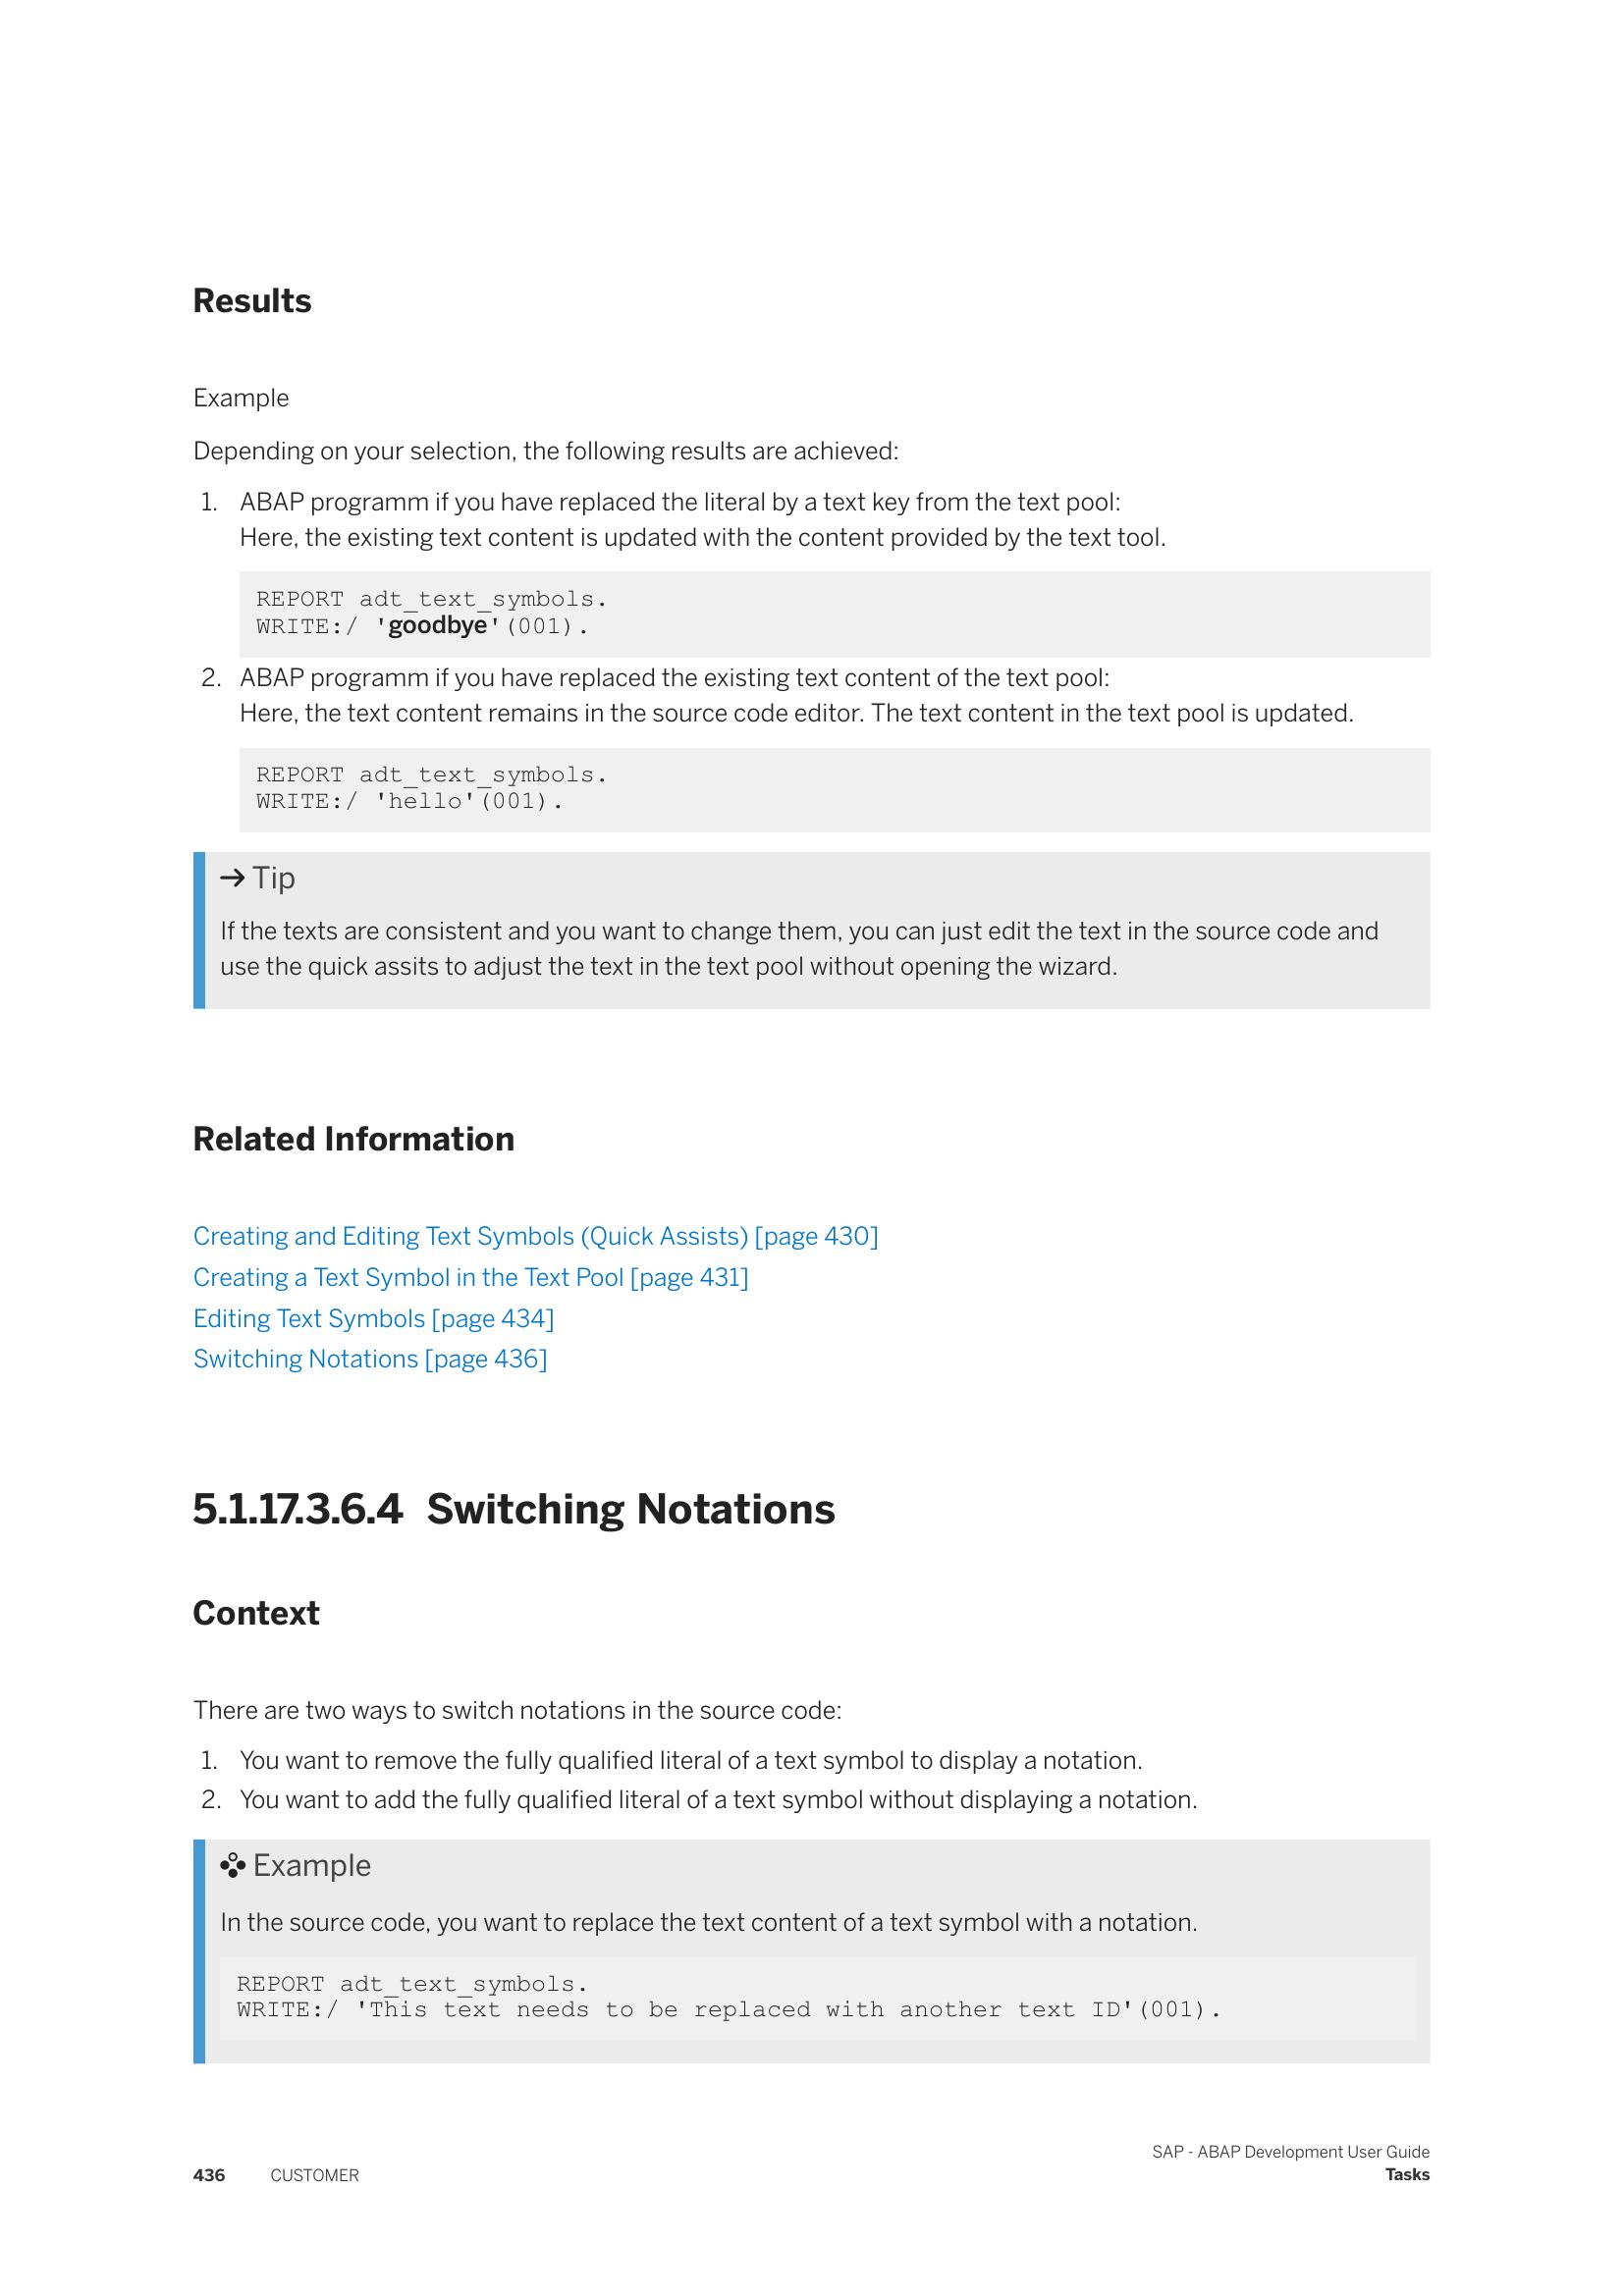 Results
Example
Depending on your selection, the following results are achieved:
1. ABAP programm if you have replaced the literal by a text key from the text pool:
Here, the existing text content is updated with the content provided by the text tool.
REPORT adt_text_symbols.
WRITE:/ 'goodbye'(001).
2. ABAP programm if you have replaced the existing text content of the text pool:
Here, the text content remains in the source code editor. The text content in the text pool is updated.
REPORT adt_text_symbols.
WRITE:/ 'hello'(001).
→ Tip
If the texts are consistent and you want to change them, you can just edit the text in the source code and
use the quick assits to adjust the text in the text pool without opening the wizard.
Related Information
Creating and Editing Text Symbols (Quick Assists) [page 430]
Creating a Text Symbol in the Text Pool [page 431]
Editing Text Symbols [page 434]
Switching Notations [page 436]
5.1.17.3.6.4 Switching Notations
Context
There are two ways to switch notations in the source code:
1. You want to remove the fully qualified literal of a text symbol to display a notation.
2. You want to add the fully qualified literal of a text symbol without displaying a notation.
Example
In the source code, you want to replace the text content of a text symbol with a notation.
REPORT adt_text_symbols.
WRITE:/ 'This text needs to be replaced with another text ID'(001).
SAP - ABAP Development User Guide
436 CUSTOMER Tasks